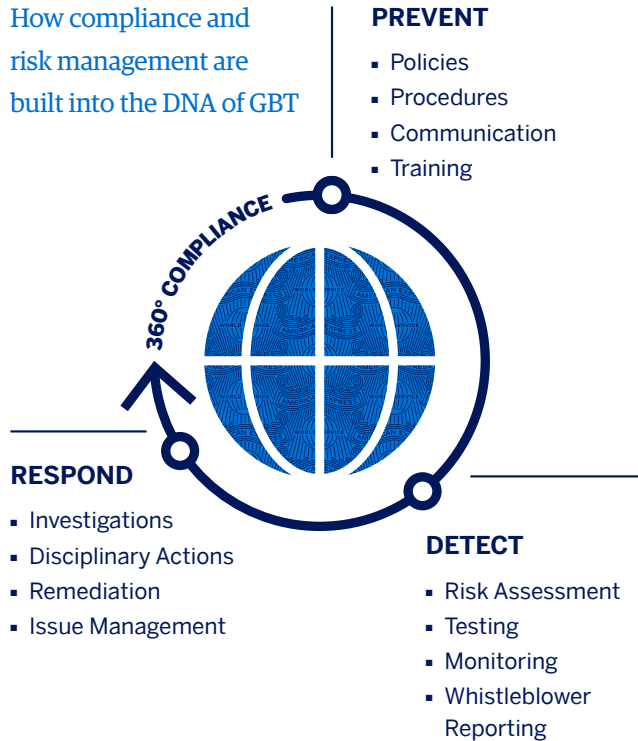 How compliance and
risk management are
built into the DNA of GBT
PREVENT
▪ Policies
▪ Procedures
▪ Communication
▪ Training
360° COMPLIANCE
RESPOND
▪ Investigations
▪ Disciplinary Actions
▪ Remediation
▪ Issue Management
DETECT
▪ Risk Assessment
▪ Testing
▪ Monitoring
▪ Whistleblower
Reporting